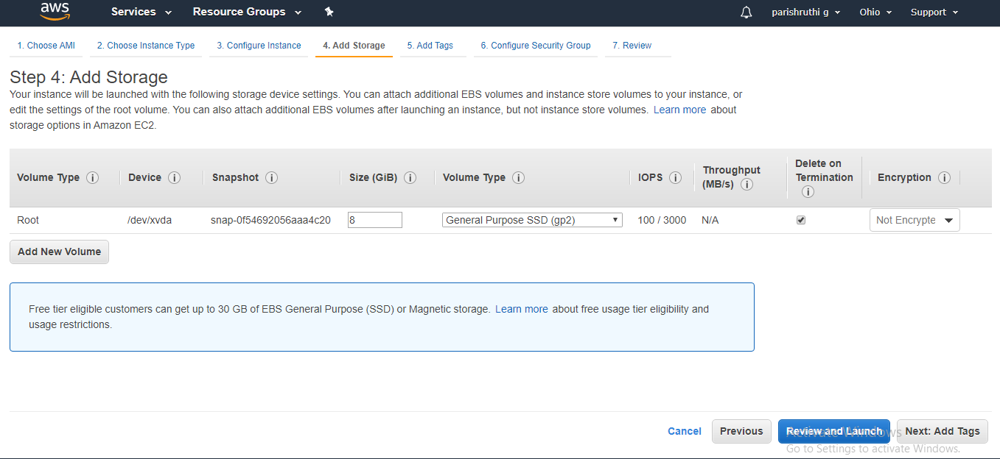 aws Services Resource Groups parishruthi g Ohio Support
1. Choose AMI 2. Choose Instance Type 3. Configure Instance 4. Add Storage 5. Add Tags 6. Configure Security Group 7. Review
Step 4: Add Storage
Your instance will be launched with the following storage device settings. You can attach additional EBS volumes and instance store volumes to your instance, or
edit the settings of the root volume. You can also attach additional EBS volumes after launching an instance, but not instance store volumes. Learn more about
storage options in Amazon EC2.
Volume Type i Device i Snapshot i Size (GiB) i Volume Type i IOPS i Throughput (MB/s) i Delete on Termination i Encryption i
Root /dev/xvda snap-0f54692056aaa4c20 8 General Purpose SSD (gp2) 100 / 3000 N/A Not Encrypte
Add New Volume
Free tier eligible customers can get up to 30 GB of EBS General Purpose (SSD) or Magnetic storage. Learn more about free usage tier eligibility and
usage restrictions.
Cancel Previous Review and Launch Next: Add Tags
Activate Windows
Go to Settings to activate Windows.